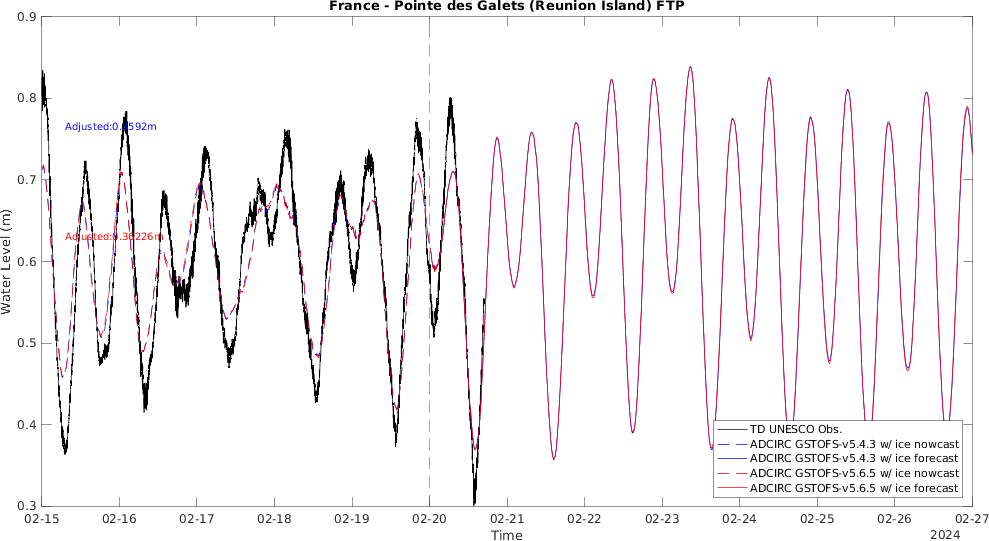 France - Pointe des Galets (Reunion Island) FTP
0.9
0.8
0.7
0.6
0.5
0.4
0.3
Water Level (m)
Adjusted:0.3592m
Adjusted:0.36226m
TD UNESCO Obs.
ADCIRC GSTOFS-v5.4.3 w/ ice nowcast
ADCIRC GSTOFS-v5.4.3 w/ ice forecast
ADCIRC GSTOFS-v5.6.5 w/ ice nowcast
ADCIRC GSTOFS-v5.6.5 w/ ice forecast
02-15 02-16 02-17 02-18 02-19 02-20 02-21 02-22 02-23 02-24 02-25 02-26 02-27
Time
2024